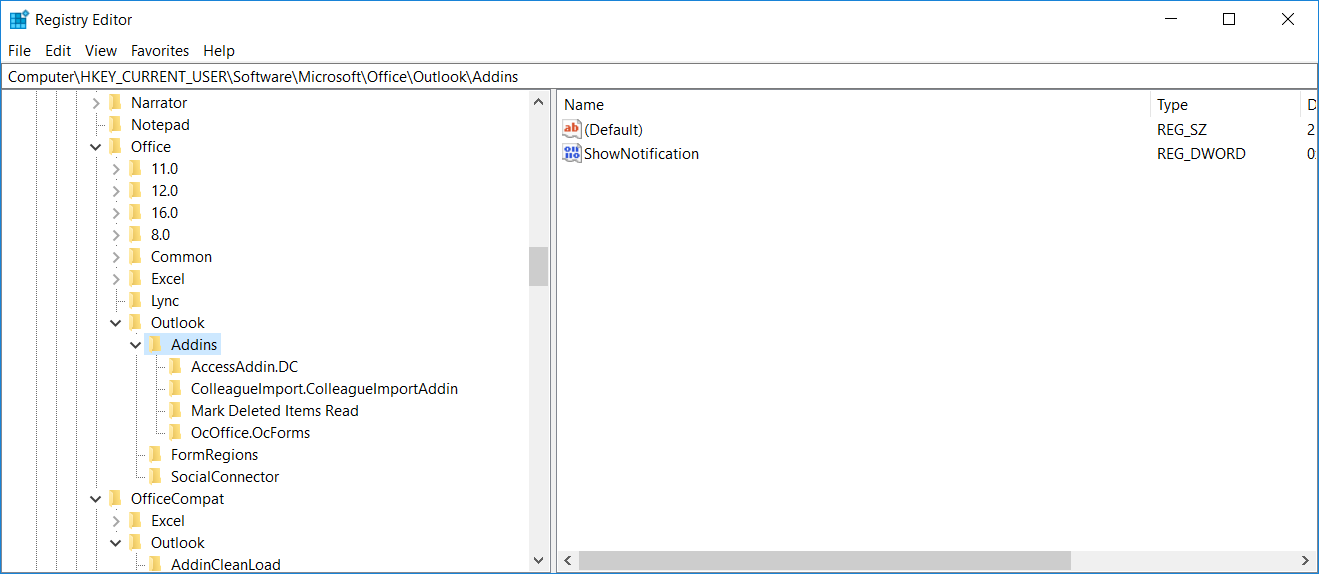 Registry Editor
File Edit View Favorites Help
Computer\HKEY_CURRENT_USER\Software\Microsoft\Office\Outlook\Addins
Narrator
Notepad
Office
11.0
12.0
16.0
8.0
Common
Excel
Lync
Outlook
Addins
AccessAddin.DC
ColleagueImport.ColleagueImportAddin
Mark Deleted Items Read
OcOffice.OcForms
FormRegions
SocialConnector
OfficeCompat
Excel
Outlook
AddinCleanLoad
Name Type
(Default) REG_SZ 2
ShowNotification REG_DWORD